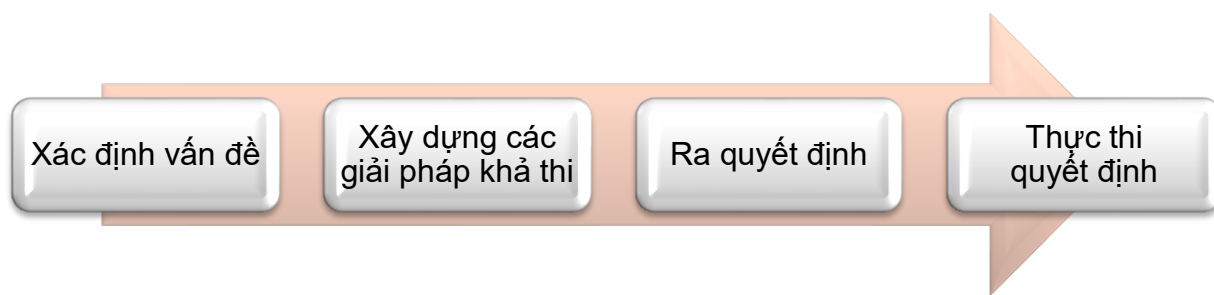 Xác định vấn đề
Xây dựng các
giải pháp khả thi
Ra quyết định
Thực thi
quyết định